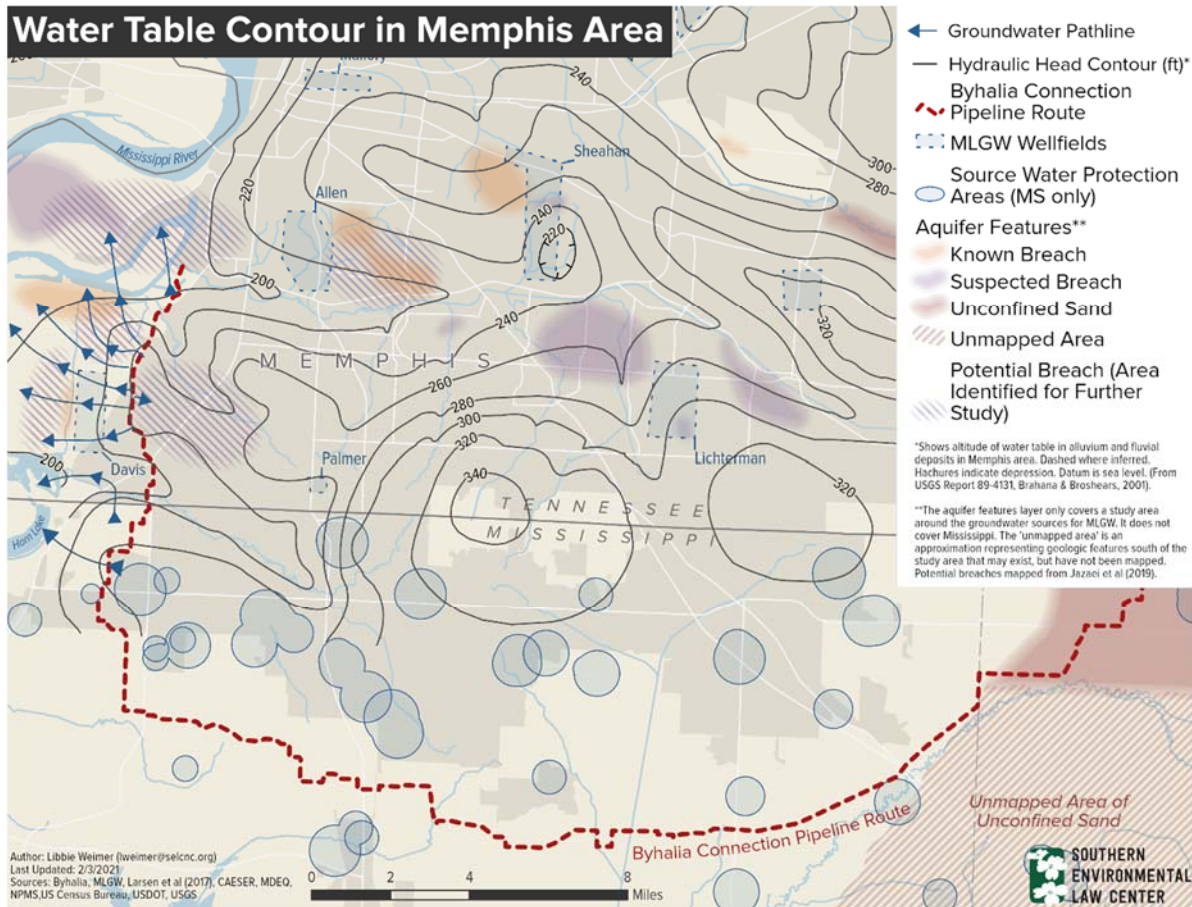 Water Table Contour in Memphis Area
Groundwater Pathline
Hydraulic Head Contour (ft)*
Byhalia Connection
Pipeline Route
MLGW Wellfields
Source Water Protection
Areas (MS only)
Aquifer Features**
Known Breach
Suspected Breach
Unconfined Sand
Unmapped Area
Potential Breach (Area
Identified for Further
Study)
*Shows altitude of water table in alluvium and fluvial
deposits in Memphis area. Dashed where inferred.
Hachures indicate depression. Datum is sea level. (From
USGS Report 89-4131, Brahana & Broshears, 2001).
**The aquifer features layer only covers a study area
around the groundwater sources for MLGW. It does not
cover Mississippi. The 'unmapped area' is an
approximation representing geologic features south of the
study area that may exist, but have not been mapped.
Potential breaches mapped from Jazaei et al (2019).
Mallory
240
Mississippi River
Sheahan
300
280
220
Allen
240
220
200
320
240
MEMPHIS
260
280
300
320
Davis
200
Palmer
340
Lichterman
320
TENNESSEE
MISSISSIPPI
Horn Lake
Byhalia Connection Pipeline Route
Unmapped Area of
Unconfined Sand
Author: Libbie Weimer (lweimer@selcnc.org)
Last Updated: 2/3/2021
Sources: Byhalia, MLGW, Larsen et al (2017), CAESER, MDEQ,
NPMS,US Census Bureau, USDOT, USGS
0 2 4 8
Miles
SOUTHERN
ENVIRONMENTAL
LAW CENTER